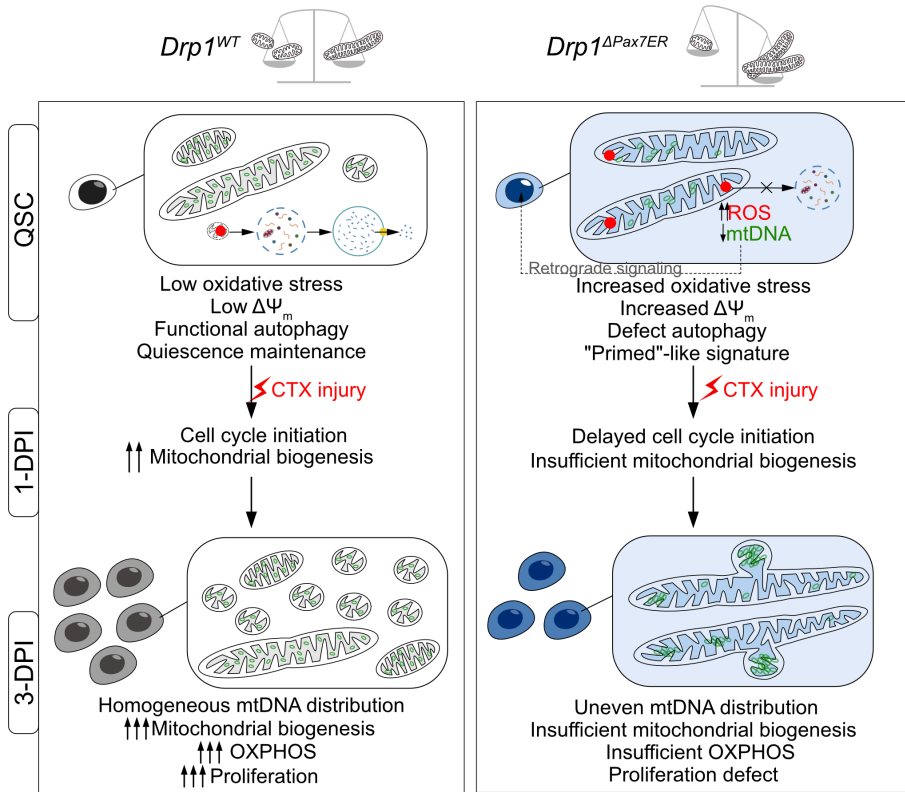 Drp1^WT
Drp1^ΔPax7ER
QSC
Low oxidative stress
Low ΔΨm
Functional autophagy
Quiescence maintenance
CTX injury
ROS
mtDNA
Retrograde signaling
Increased oxidative stress
Increased ΔΨm
Defect autophagy
"Primed"-like signature
CTX injury
1-DPI
Cell cycle initiation
↑↑ Mitochondrial biogenesis
Delayed cell cycle initiation
Insufficient mitochondrial biogenesis
3-DPI
Homogeneous mtDNA distribution
↑↑↑Mitochondrial biogenesis
↑↑↑ OXPHOS
↑↑↑ Proliferation
Uneven mtDNA distribution
Insufficient mitochondrial biogenesis
Insufficient OXPHOS
Proliferation defect